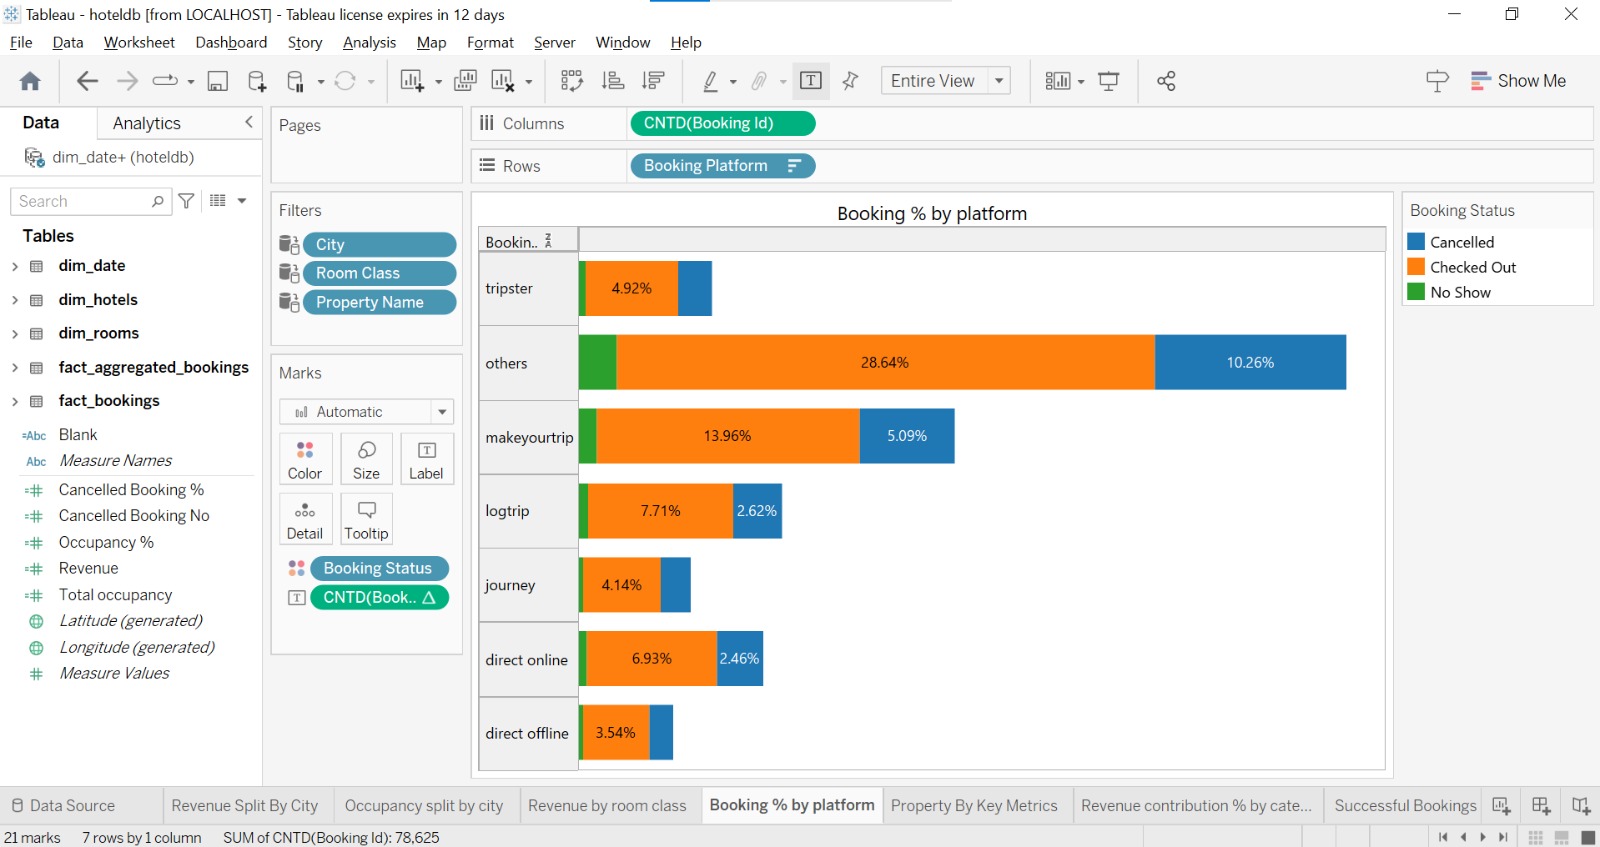 Tableau - hoteldb [from LOCALHOST] - Tableau license expires in 12 days
File Data Worksheet Dashboard Story Analysis Map Format Server Window Help
Entire View
Show Me
Data Analytics
dim_date+ (hoteldb)
Search
Tables
dim_date
dim_hotels
dim_rooms
fact_aggregated_bookings
fact_bookings
=Abc Blank
Abc Measure Names
=# Cancelled Booking %
=# Cancelled Booking No
=# Occupancy %
=# Revenue
=# Total occupancy
Latitude (generated)
Longitude (generated)
# Measure Values
Pages
Filters
City
Room Class
Property Name
Marks
Automatic
Color Size Label
Detail Tooltip
Booking Status
CNTD(Book..
Columns CNTD(Booking Id)
Rows Booking Platform
Booking % by platform
Bookin..
Z
A
tripster 4.92%
others 28.64% 10.26%
makeyourtrip 13.96% 5.09%
logtrip 7.71% 2.62%
journey 4.14%
direct online 6.93% 2.46%
direct offline 3.54%
Booking Status
Cancelled
Checked Out
No Show
Data Source Revenue Split By City Occupancy split by city Revenue by room class Booking % by platform Property By Key Metrics Revenue contribution % by cate... Successful Bookings
21 marks 7 rows by 1 column SUM of CNTD(Booking Id): 78,625